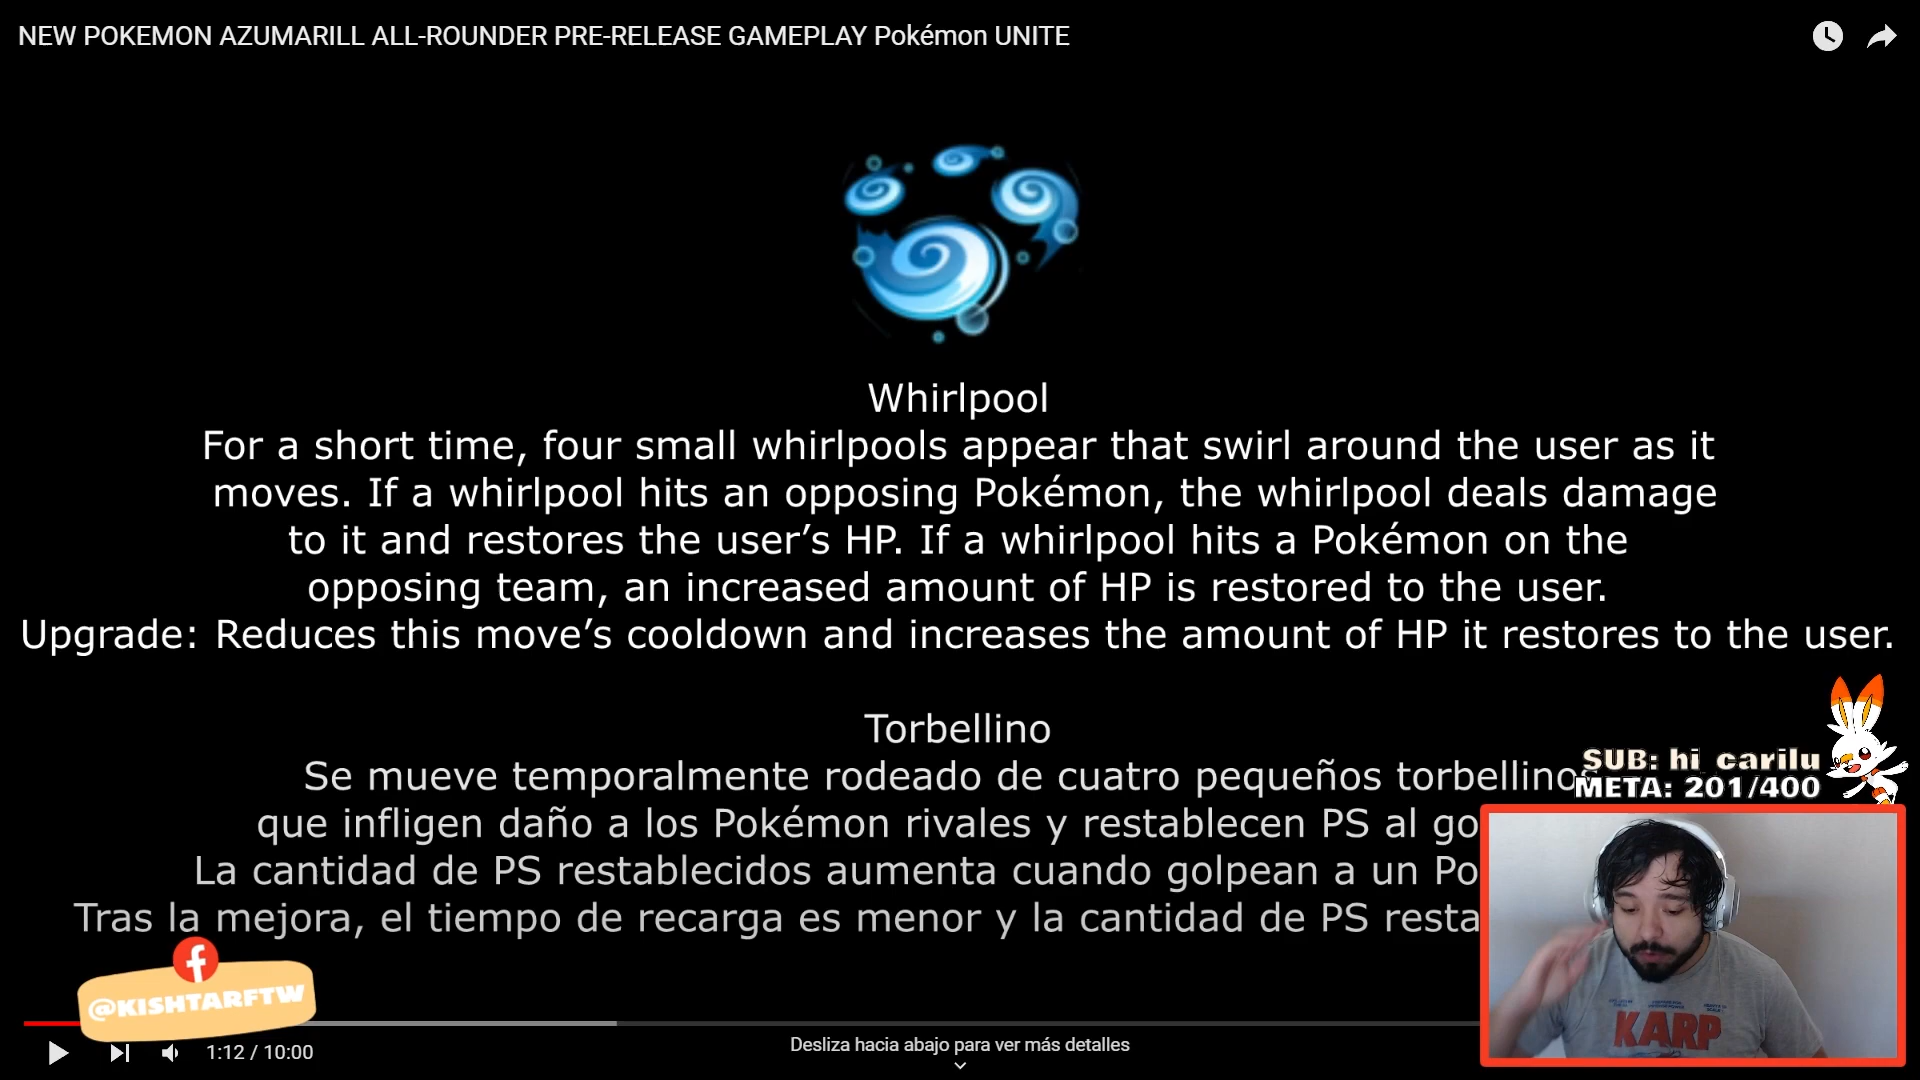 NEW POKEMON AZUMARILL ALL-ROUNDER PRE-RELEASE GAMEPLAY Pokémon UNITE
Whirlpool
For a short time, four small whirlpools appear that swirl around the user as it
moves. If a whirlpool hits an opposing Pokémon, the whirlpool deals damage
to it and restores the user’s HP. If a whirlpool hits a Pokémon on the
opposing team, an increased amount of HP is restored to the user.
Upgrade: Reduces this move’s cooldown and increases the amount of HP it restores to the user.
Torbellino
Se mueve temporalmente rodeado de cuatro pequeños torbellinos
que infligen daño a los Pokémon rivales y restablecen PS al go
La cantidad de PS restablecidos aumenta cuando golpean a un Po
Tras la mejora, el tiempo de recarga es menor y la cantidad de PS resta
SUB: hi_carilu
META: 201/400
KARP
@KISHTARFTW
1:12 / 10:00
Desliza hacia abajo para ver más detalles